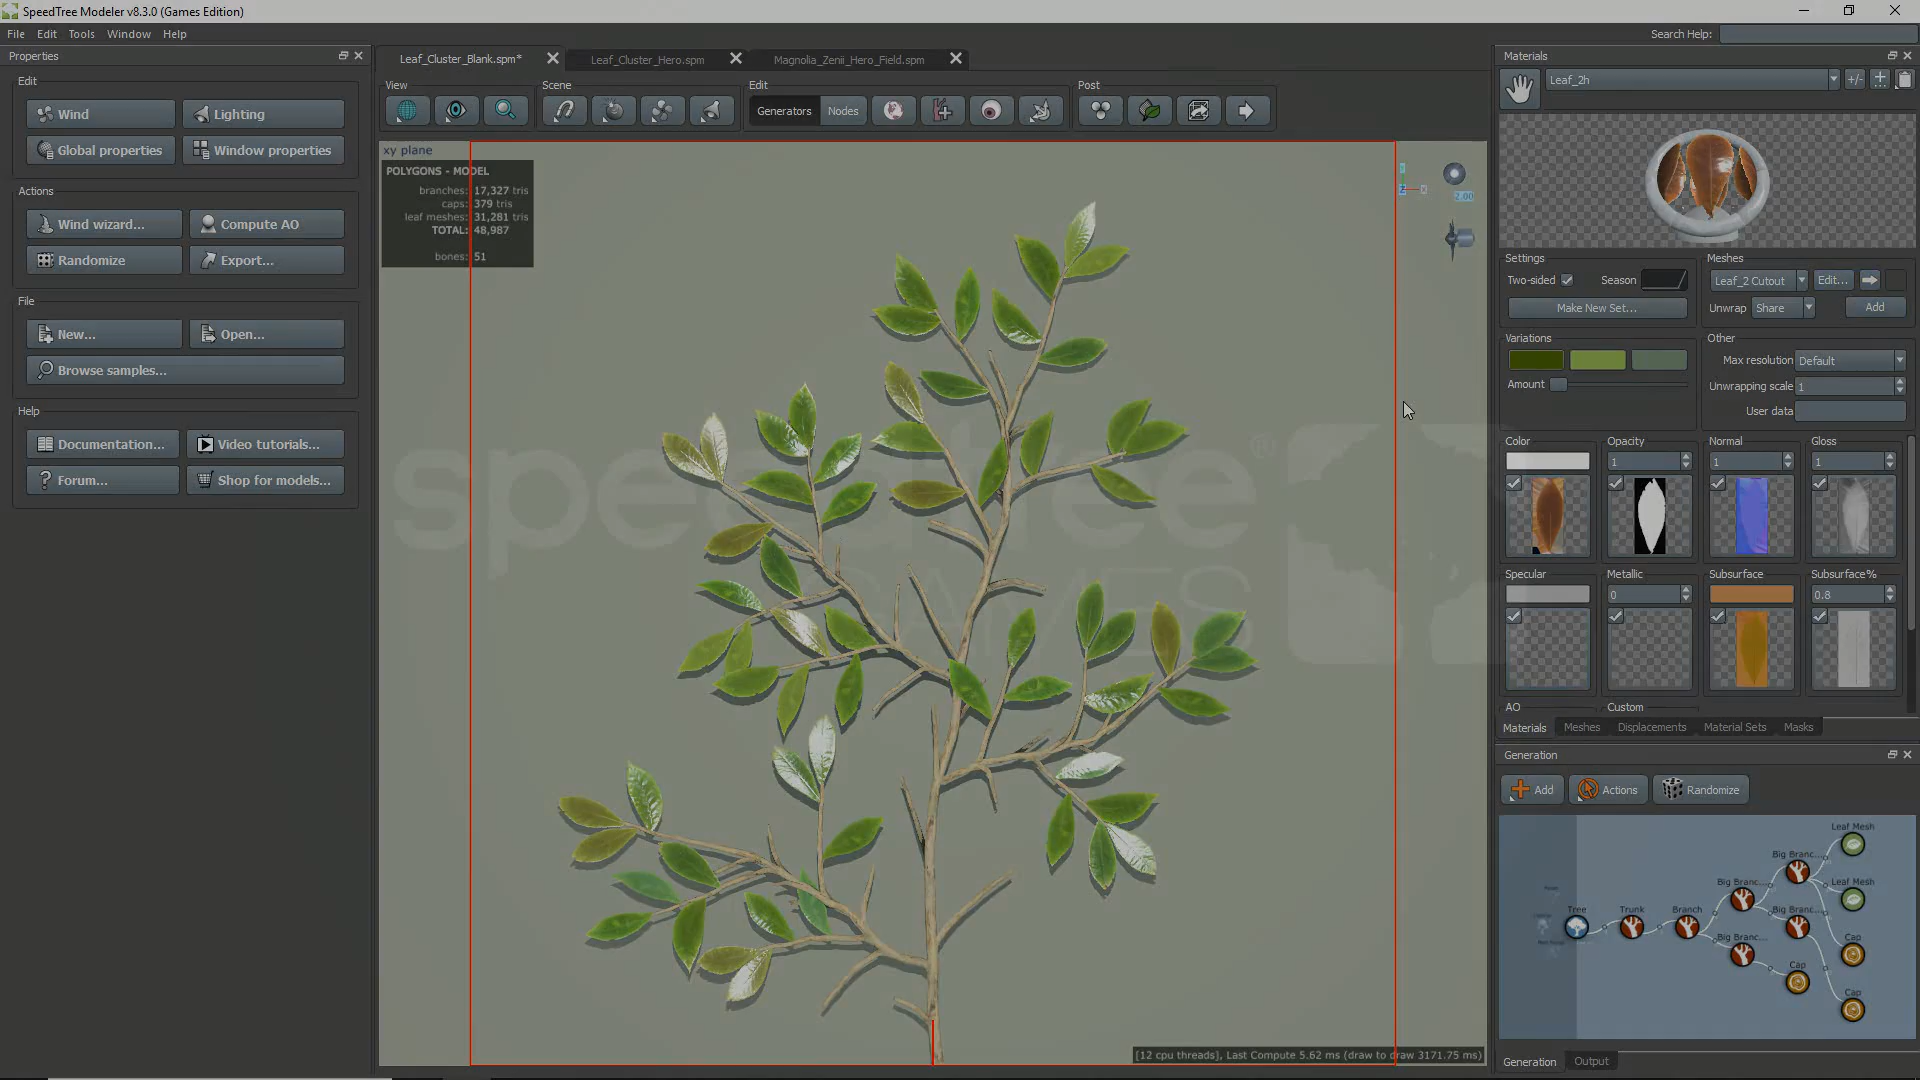 SpeedTree Modeler v8.3.0 (Games Edition)
File Edit Tools Window Help
Search Help:
Properties
Edit
Wind Lighting
Global properties Window properties
Actions
Wind wizard... Compute AO
Randomize Export...
File
New... Open...
Browse samples...
Help
Documentation... Video tutorials...
Forum... Shop for models...
Leaf_Cluster_Blank.spm* Leaf_Cluster_Hero.spm Magnolia_Zenii_Hero_Field.spm
View Scene Edit Post
Generators Nodes
xy plane
POLYGONS - MODEL
branches: 17,327 tris
caps: 379 tris
leaf meshes: 31,281 tris
TOTAL: 48,987
bones: 51
2.00
speedtree®
GAMES
[12 cpu threads], Last Compute 5.62 ms (draw to draw 3171.75 ms)
Materials
Leaf_2h
+/-
Settings Meshes
Two-sided Season Leaf_2 Cutout Edit...
Make New Set... Unwrap Share Add
Variations Other
Max resolution Default
Amount Unwrapping scale 1
User data
Color Opacity Normal Gloss
1 1 1
Specular Metallic Subsurface Subsurface%
0 0.8
AO Custom
Materials Meshes Displacements Material Sets Masks
Generation
Add Actions Randomize
Leaf Mesh
Big Branc...
Big Branc... Leaf Mesh
Tree Trunk Branch Big Branc...
Big Branc... Cap
Cap
Cap
Generation Output